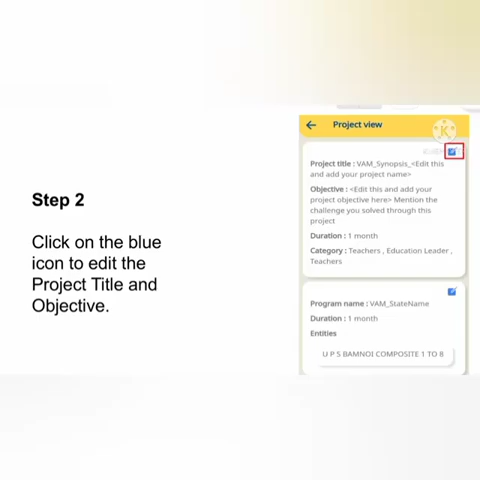 Step 2
Click on the blue
icon to edit the
Project Title and
Objective.
Project view
K
Project title : VAM_Synopsis_<Edit this
and add your project name>
Objective : <Edit this and add your
project objective here> Mention the
challenge you solved through this
project
Duration : 1 month
Category : Teachers , Education Leader ,
Teachers
Program name : VAM_StateName
Duration : 1 month
Entities
U P S BAMNOI COMPOSITE 1 TO 8